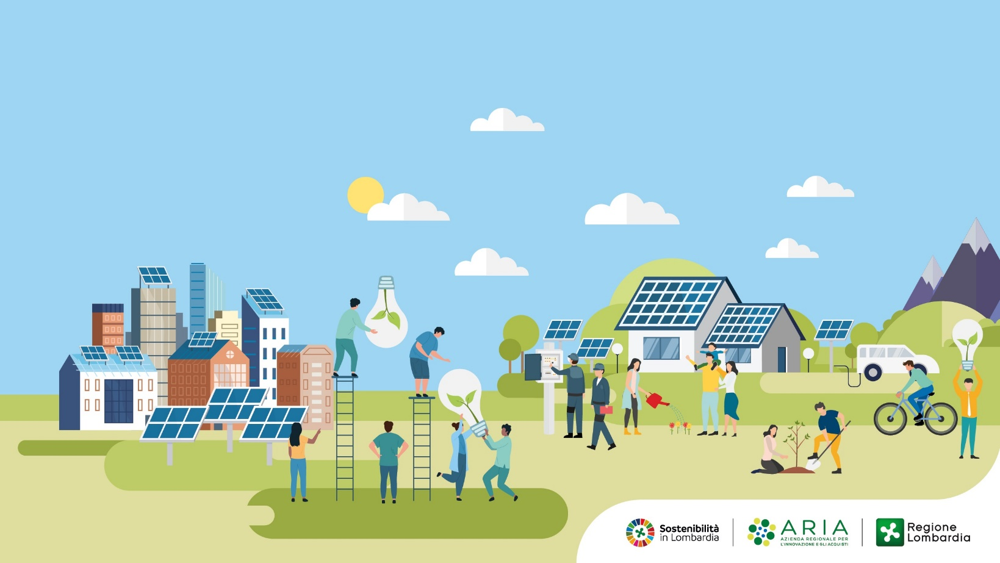 Sostenibilità
in Lombardia
ARIA
AZIENDA REGIONALE PER
L'INNOVAZIONE E GLI ACQUISTI
Regione
Lombardia